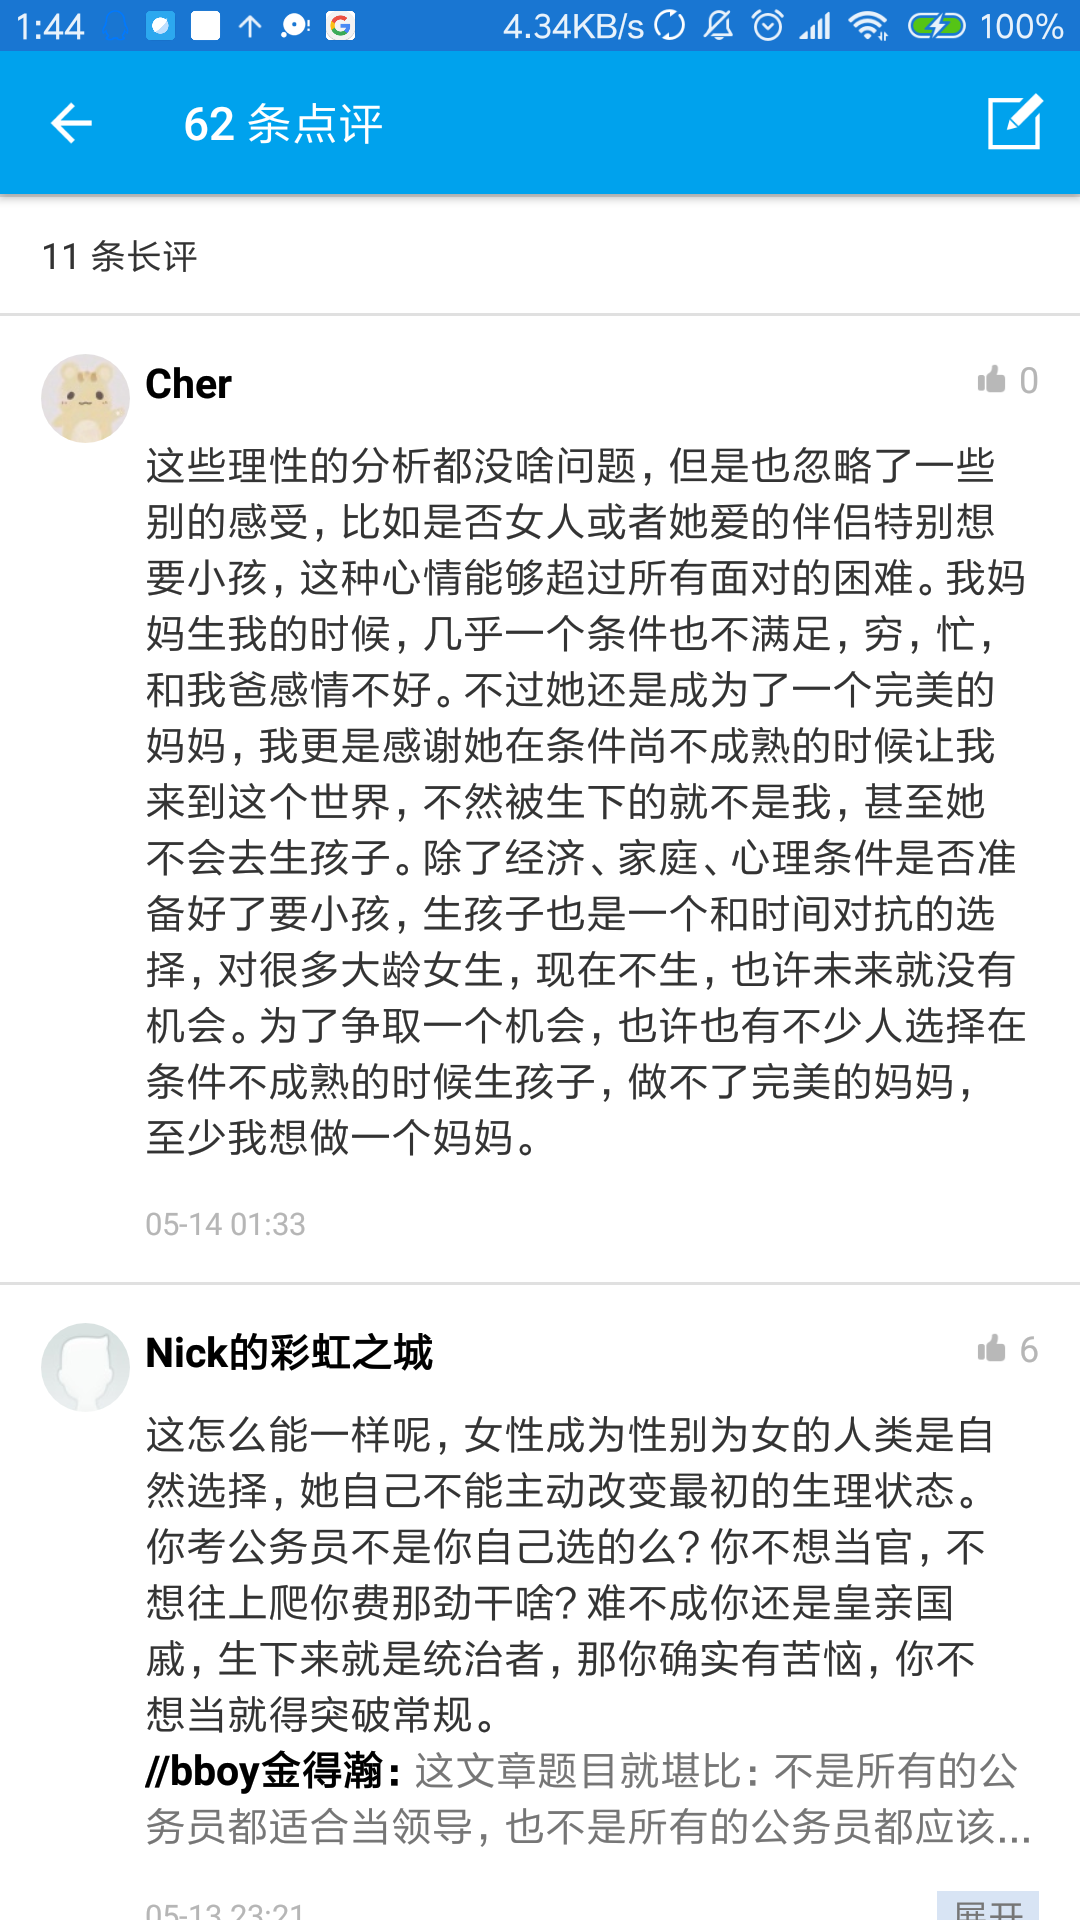 1:44 4.34KB/s 100%
62 条点评
11 条长评
Cher 0
这些理性的分析都没啥问题，但是也忽略了一些
别的感受，比如是否女人或者她爱的伴侣特别想
要小孩，这种心情能够超过所有面对的困难。我妈
妈生我的时候，几乎一个条件也不满足，穷，忙，
和我爸感情不好。不过她还是成为了一个完美的
妈妈，我更是感谢她在条件尚不成熟的时候让我
来到这个世界，不然被生下的就不是我，甚至她
不会去生孩子。除了经济、家庭、心理条件是否准
备好了要小孩，生孩子也是一个和时间对抗的选
择，对很多大龄女生，现在不生，也许未来就没有
机会。为了争取一个机会，也许也有不少人选择在
条件不成熟的时候生孩子，做不了完美的妈妈，
至少我想做一个妈妈。
05-14 01:33
Nick的彩虹之城 6
这怎么能一样呢，女性成为性别为女的人类是自
然选择，她自己不能主动改变最初的生理状态。
你考公务员不是你自己选的么？你不想当官，不
想往上爬你费那劲干啥？难不成你还是皇亲国
戚，生下来就是统治者，那你确实有苦恼，你不
想当就得突破常规。
//bboy金得瀚：这文章题目就堪比：不是所有的公
务员都适合当领导，也不是所有的公务员都应该...
05-13 23:21 展开